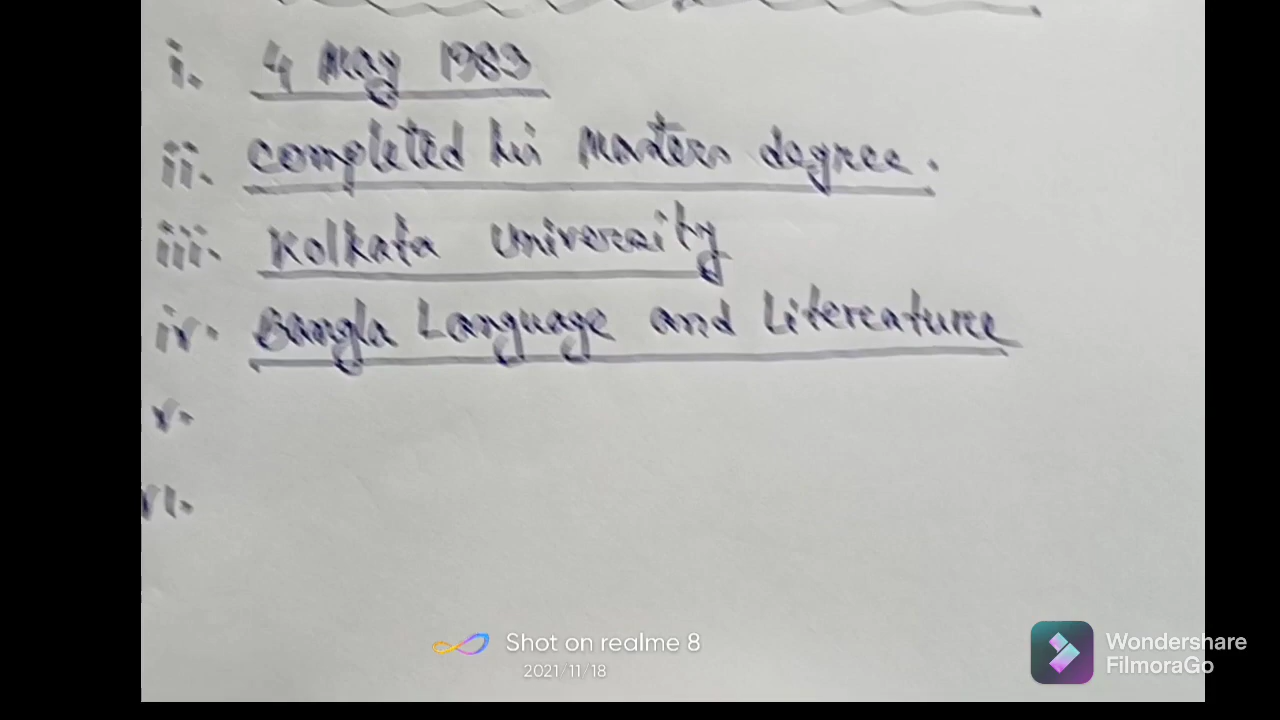 i. 4 May 1983
ii. completed his Masters degree.
iii. Kolkata University
iv. Bangla Language and Litereature
v.
vi.
Shot on realme 8
2021/11/18
Wondershare
FilmoraGo